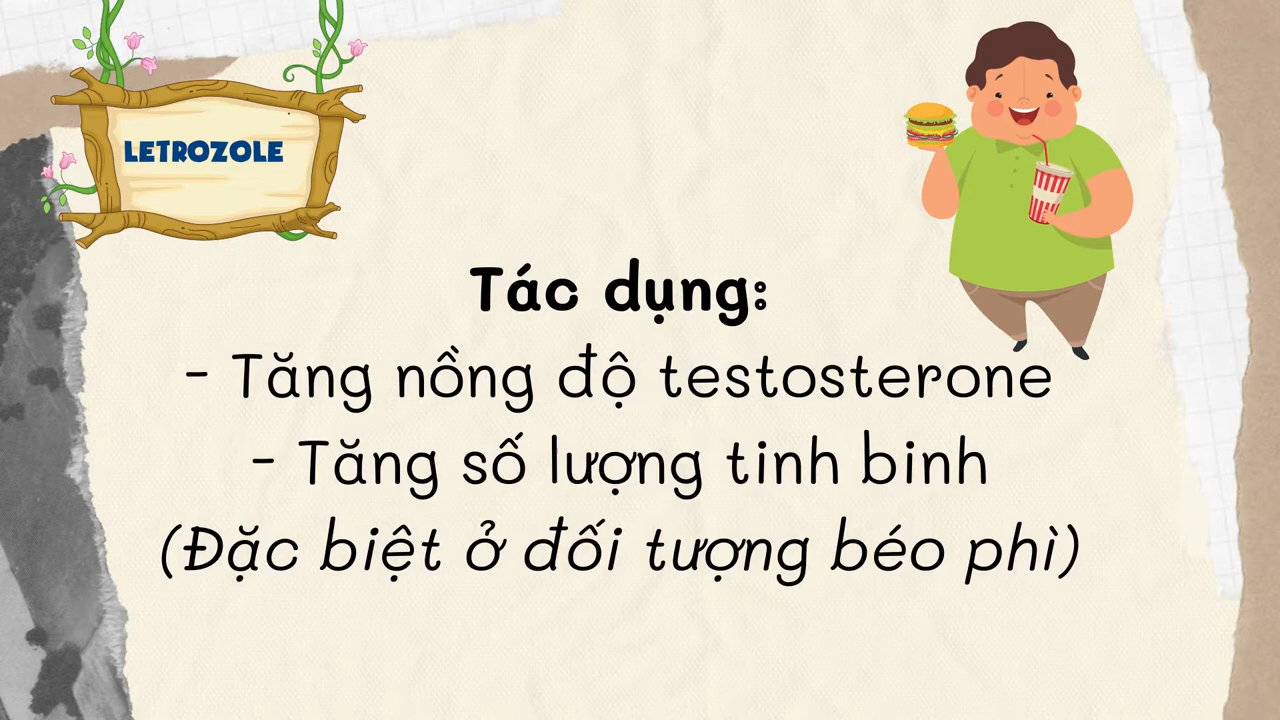 LETROZOLE
Tác dụng:
- Tăng nồng độ testosterone
- Tăng số lượng tinh binh
(Đặc biệt ở đối tượng béo phì)